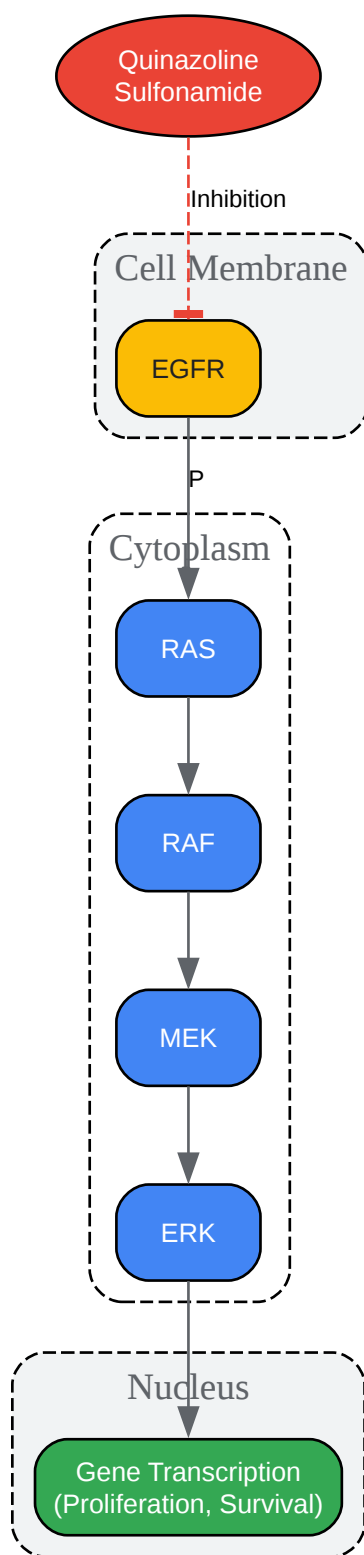 Quinazoline
Sulfonamide
Inhibition
Cell Membrane
EGFR
P
Cytoplasm
RAS
RAF
MEK
ERK
Nucleus
Gene Transcription
(Proliferation, Survival)